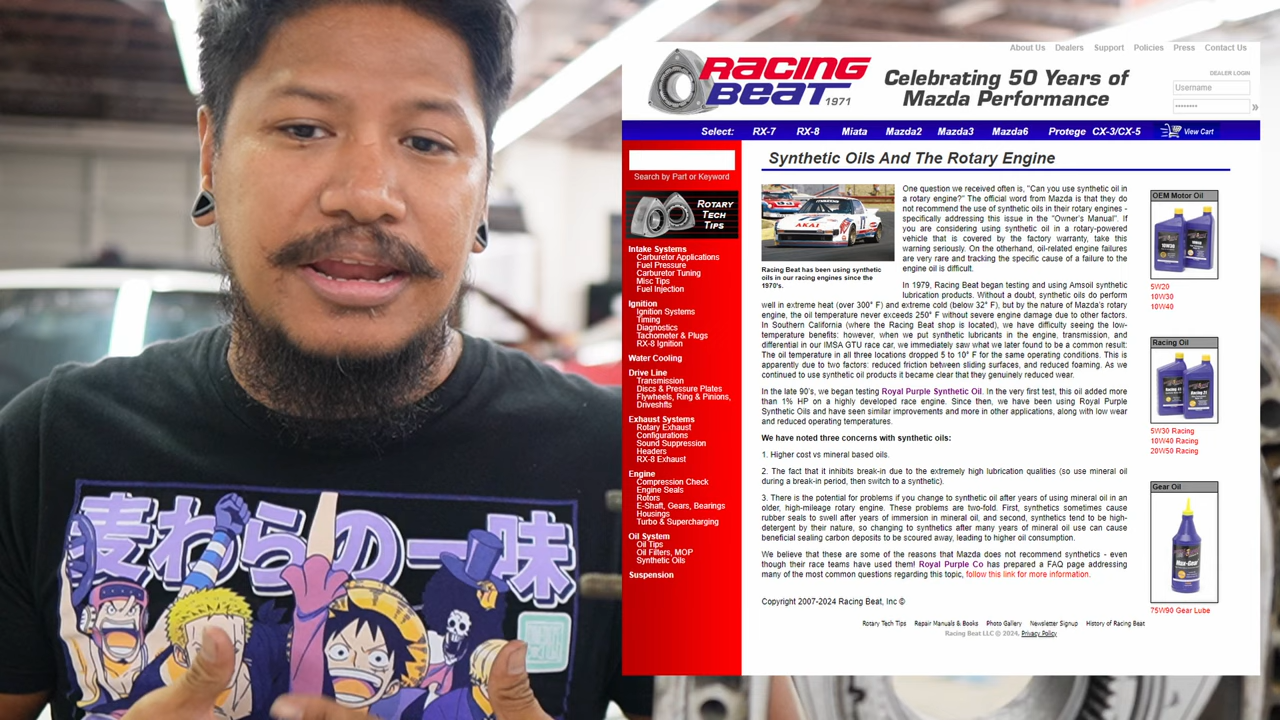 About Us Dealers Support Policies Press Contact Us
RACING
BEAT 1971
Celebrating 50 Years of
Mazda Performance
DEALER LOGIN
Username
********
»
Select: RX-7 RX-8 Miata Mazda2 Mazda3 Mazda6 Protege CX-3/CX-5 View Cart
Search by Part or Keyword
ROTARY
TECH
TIPS
Intake Systems
Carburetor Applications
Fuel Pressure
Carburetor Tuning
Misc Tips
Fuel Injection
Ignition
Ignition Systems
Timing
Diagnostics
Tachometer & Plugs
RX-8 Ignition
Water Cooling
Drive Line
Transmission
Discs & Pressure Plates
Flywheels, Ring & Pinions,
Driveshfts
Exhaust Systems
Rotary Exhaust
Configurations
Sound Suppression
Headers
RX-8 Exhaust
Engine
Compression Check
Engine Seals
Rotors
E-Shaft, Gears, Bearings
Housings
Turbo & Supercharging
Oil System
Oil Tips
Oil Filters, MOP
Synthetic Oils
Suspension
Synthetic Oils And The Rotary Engine
AKAI
Racing Beat has been using synthetic
oils in our racing engines since the
1970's.
One question we received often is, "Can you use synthetic oil in
a rotary engine?" The official word from Mazda is that they do
not recommend the use of synthetic oils in their rotary engines -
specifically addressing this issue in the "Owner's Manual". If
you are considering using synthetic oil in a rotary-powered
vehicle that is covered by the factory warranty, take this
warning seriously. On the otherhand, oil-related engine failures
are very rare and tracking the specific cause of a failure to the
engine oil is difficult.
In 1979, Racing Beat began testing and using Amsoil synthetic
lubrication products. Without a doubt, synthetic oils do perform
well in extreme heat (over 300° F) and extreme cold (below 32° F), but by the nature of Mazda's rotary
engine, the oil temperature never exceeds 250° F without severe engine damage due to other factors.
In Southern California (where the Racing Beat shop is located), we have difficulty seeing the low-
temperature benefits: however, when we put synthetic lubricants in the engine, transmission, and
differential in our IMSA GTU race car, we immediately saw what we later found to be a common result:
The oil temperature in all three locations dropped 5 to 10° F for the same operating conditions. This is
apparently due to two factors: reduced friction between sliding surfaces, and reduced foaming. As we
continued to use synthetic oil products it became clear that they genuinely reduced wear.
In the late 90's, we began testing Royal Purple Synthetic Oil. In the very first test, this oil added more
than 1% HP on a highly developed race engine. Since then, we have been using Royal Purple
Synthetic Oils and have seen similar improvements and more in other applications, along with low wear
and reduced operating temperatures.
We have noted three concerns with synthetic oils:
1. Higher cost vs mineral based oils.
2. The fact that it inhibits break-in due to the extremely high lubrication qualities (so use mineral oil
during a break-in period, then switch to a synthetic).
3. There is the potential for problems if you change to synthetic oil after years of using mineral oil in an
older, high-mileage rotary engine. These problems are two-fold. First, synthetics sometimes cause
rubber seals to swell after years of immersion in mineral oil, and second, synthetics tend to be high-
detergent by their nature, so changing to synthetics after many years of mineral oil use can cause
beneficial sealing carbon deposits to be scoured away, leading to higher oil consumption.
We believe that these are some of the reasons that Mazda does not recommend synthetics - even
though their race teams have used them! Royal Purple Co has prepared a FAQ page addressing
many of the most common questions regarding this topic, follow this link for more information.
Copyright 2007-2024 Racing Beat, Inc ©
OEM Motor Oil
5W20
10W30
10W40
Racing Oil
5W30 Racing
10W40 Racing
20W50 Racing
Gear Oil
Max-Gear
75W90 Gear Lube
Rotary Tech Tips Repair Manuals & Books Photo Gallery Newsletter Signup History of Racing Beat
Racing Beat LLC © 2024, Privacy Policy
麦わらの一味